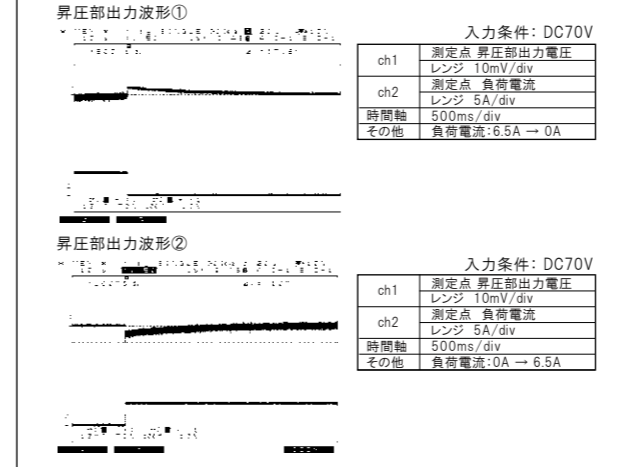 昇圧部出力波形①
入力条件: DC70V
ch1
測定点 昇圧部出力電圧
レンジ 10mV/div
ch2
測定点 負荷電流
レンジ 5A/div
時間軸 500ms/div
その他 負荷電流:6.5A → 0A
昇圧部出力波形②
入力条件: DC70V
ch1
測定点 昇圧部出力電圧
レンジ 10mV/div
ch2
測定点 負荷電流
レンジ 5A/div
時間軸 500ms/div
その他 負荷電流:0A → 6.5A